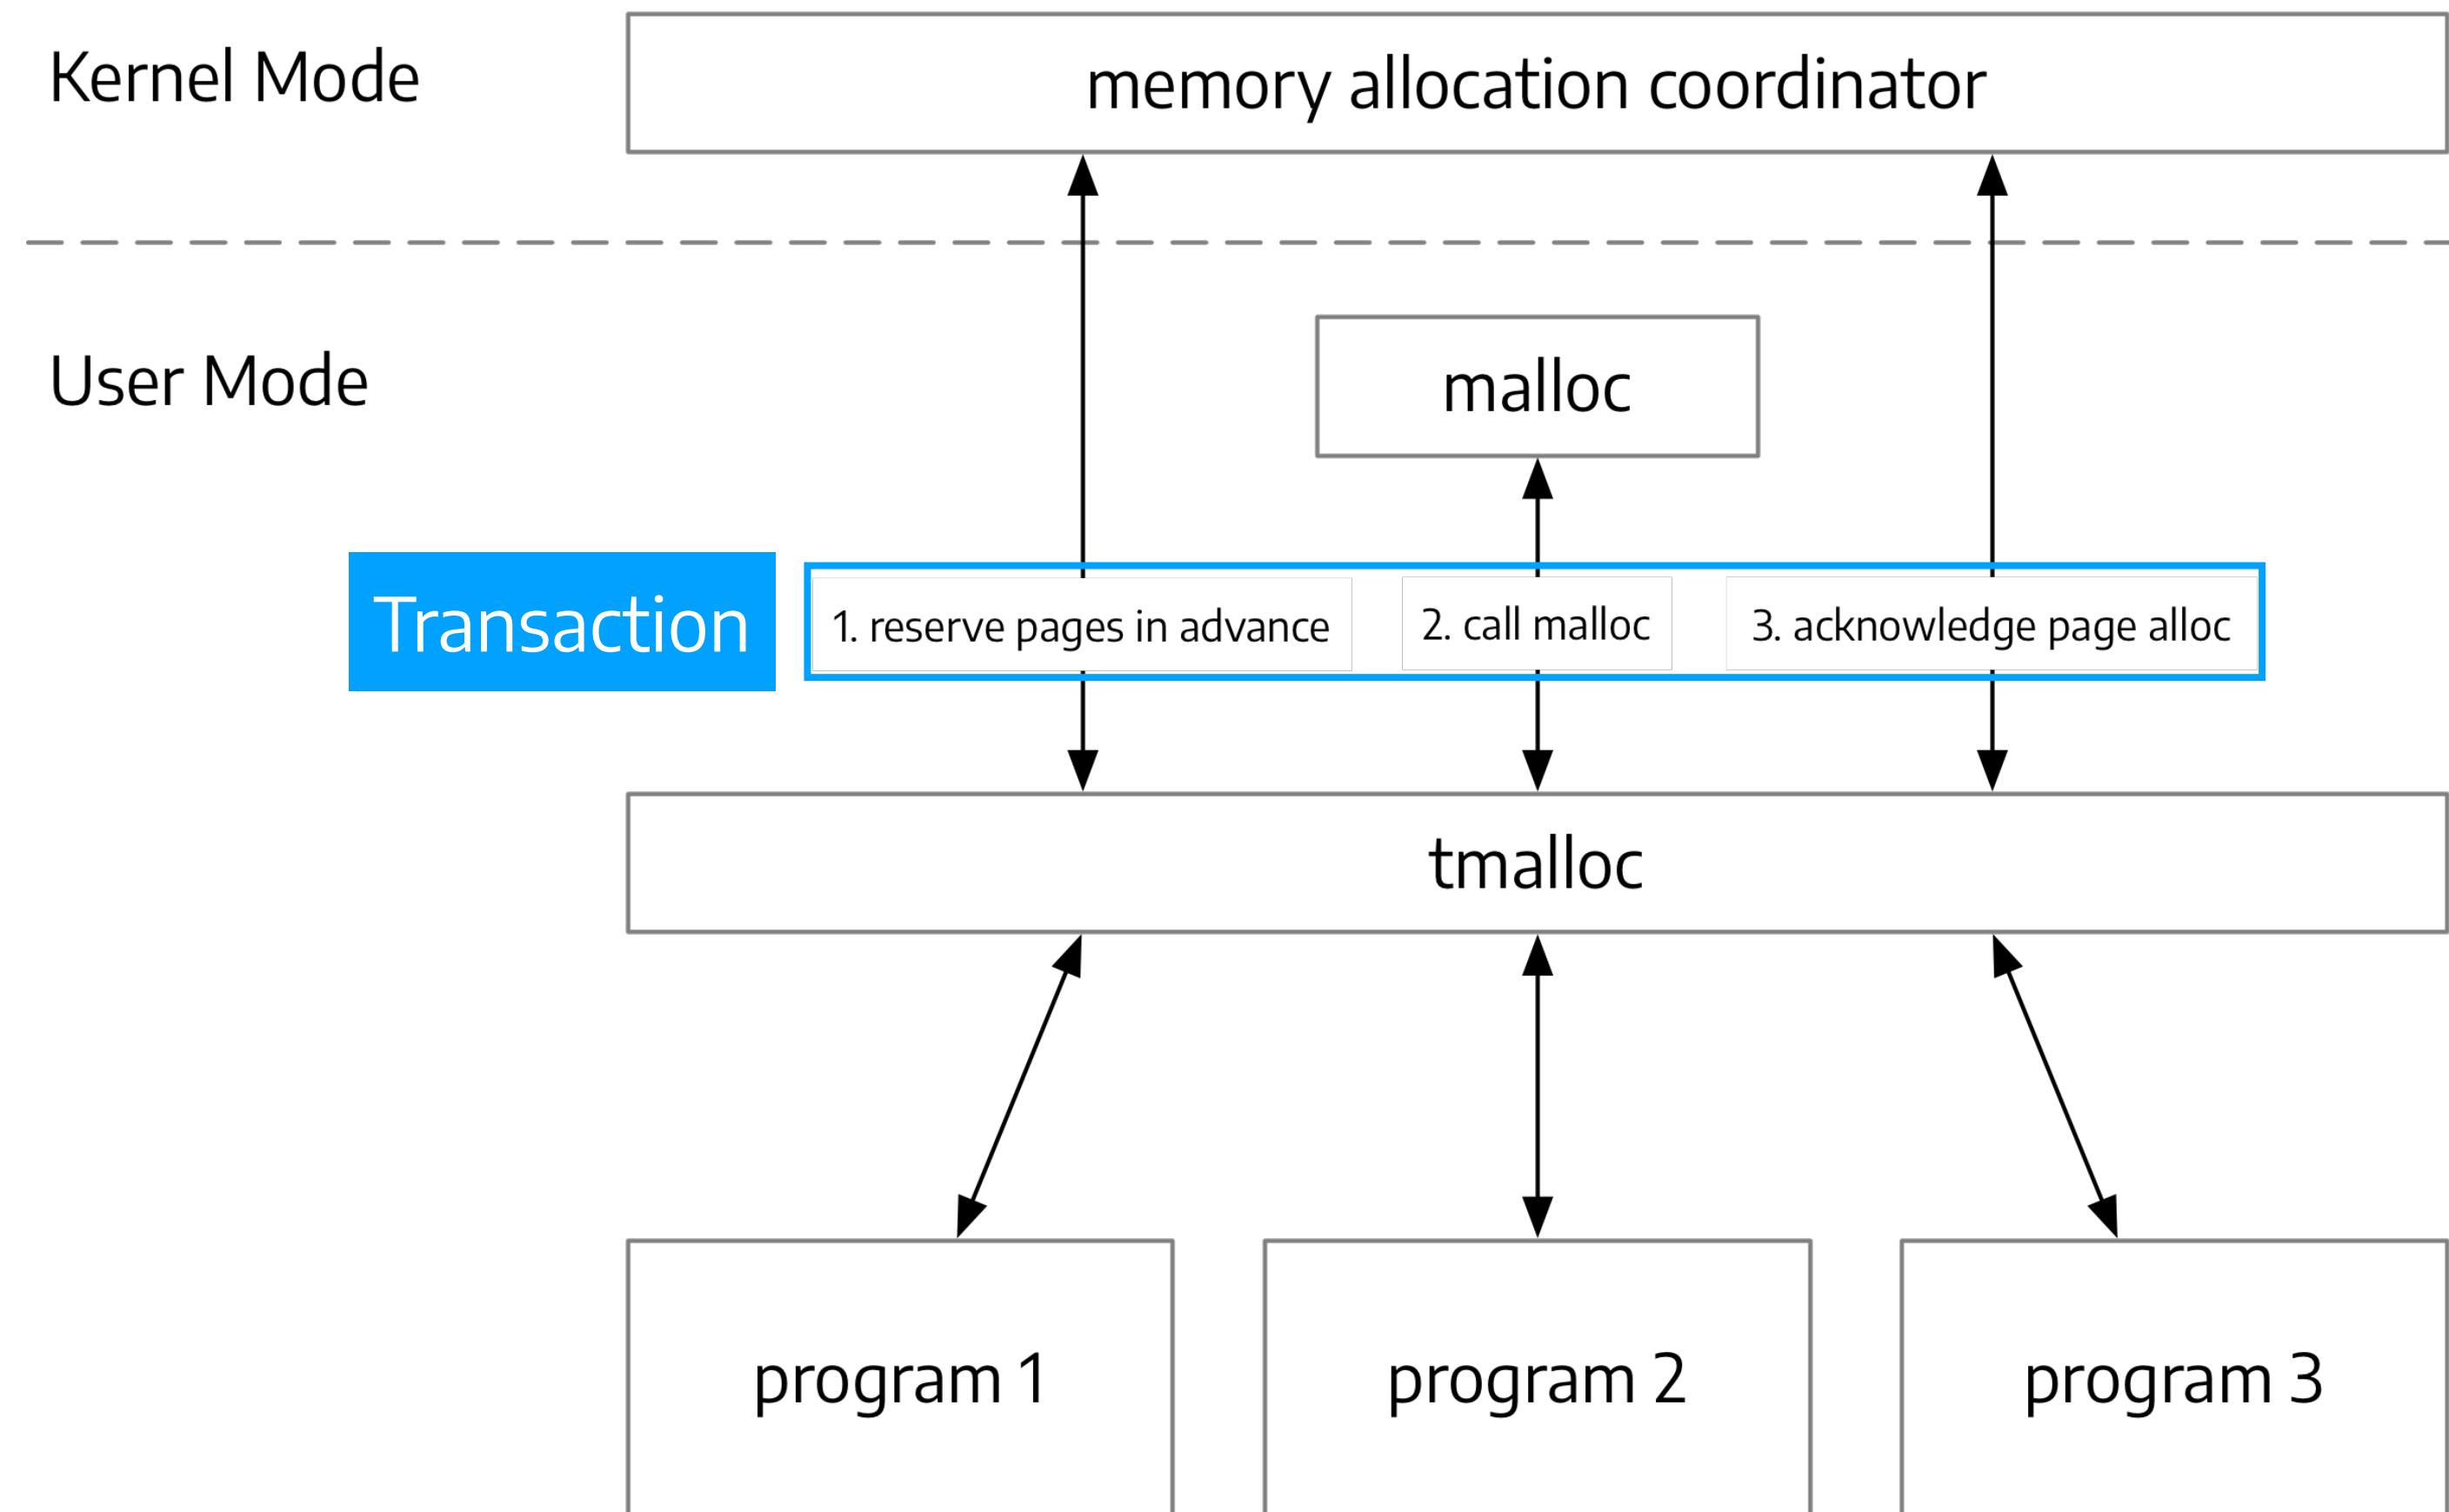 Kernel Mode
memory allocation coordinator
User Mode
malloc
Transaction
1. reserve pages in advance
2. call malloc
3. acknowledge page alloc
tmalloc
program 1
program 2
program 3